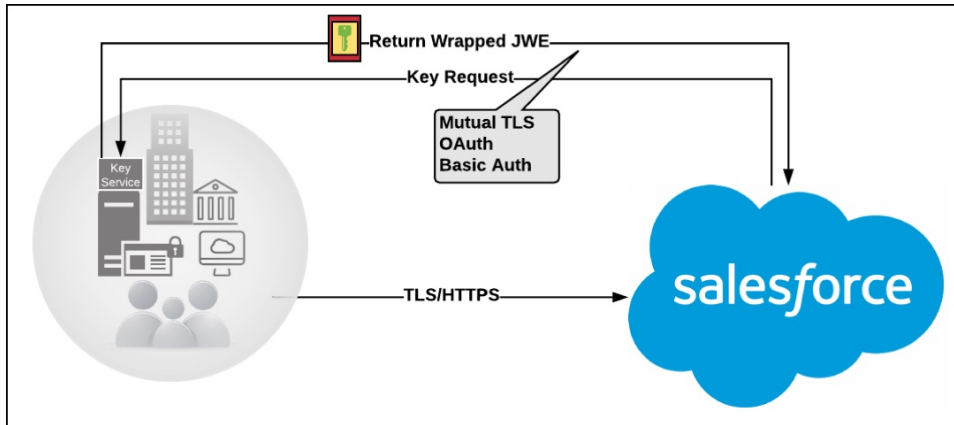 Return Wrapped JWE
Key Request
Mutual TLS
OAuth
Basic Auth
Key
Service
TLS/HTTPS
salesforce